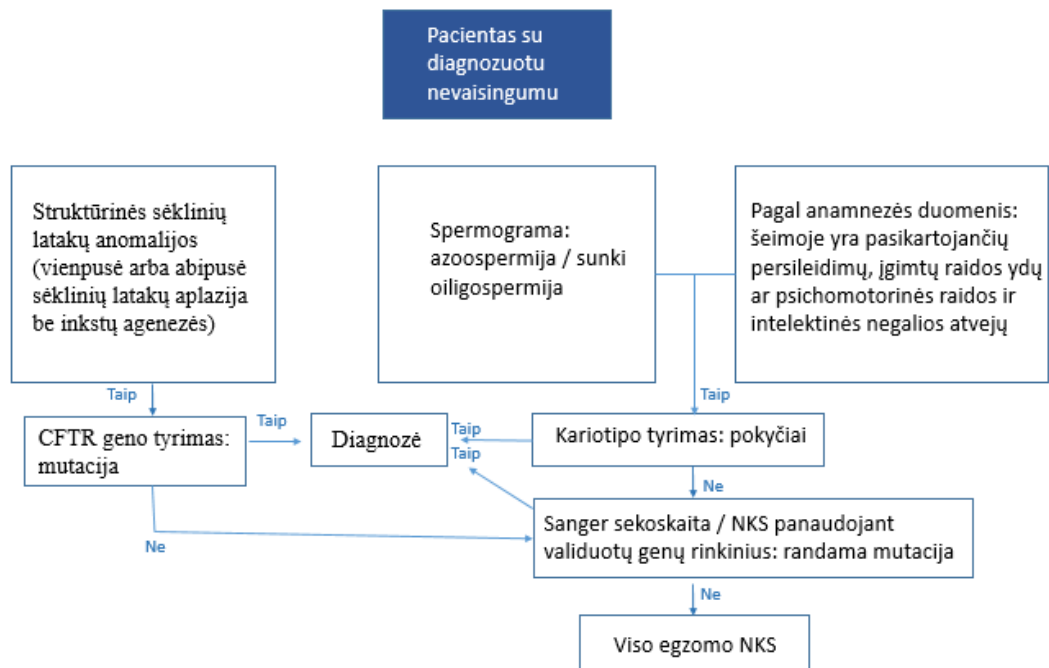 Pacientas su
diagnozuotu
nevaisingumu
Struktūrinės sėklinių
latakų anomalijos
(vienpusė arba abipusė
sėklinių latakų aplazija
be inkstų agenezės)
Spermograma:
azoospermija / sunki
oiligospermija
Pagal anamnezės duomenis:
šeimoje yra pasikartojančių
persileidimų, įgimtų raidos ydų
ar psichomotorinės raidos ir
intelektinės negalios atvejų
Taip
Taip
CFTR geno tyrimas:
mutacija
Taip
Diagnozė
Taip
Taip
Kariotipo tyrimas: pokyčiai
Ne
Ne
Sanger sekoskaita / NKS panaudojant
validuotų genų rinkinius: randama mutacija
Ne
Viso egzomo NKS